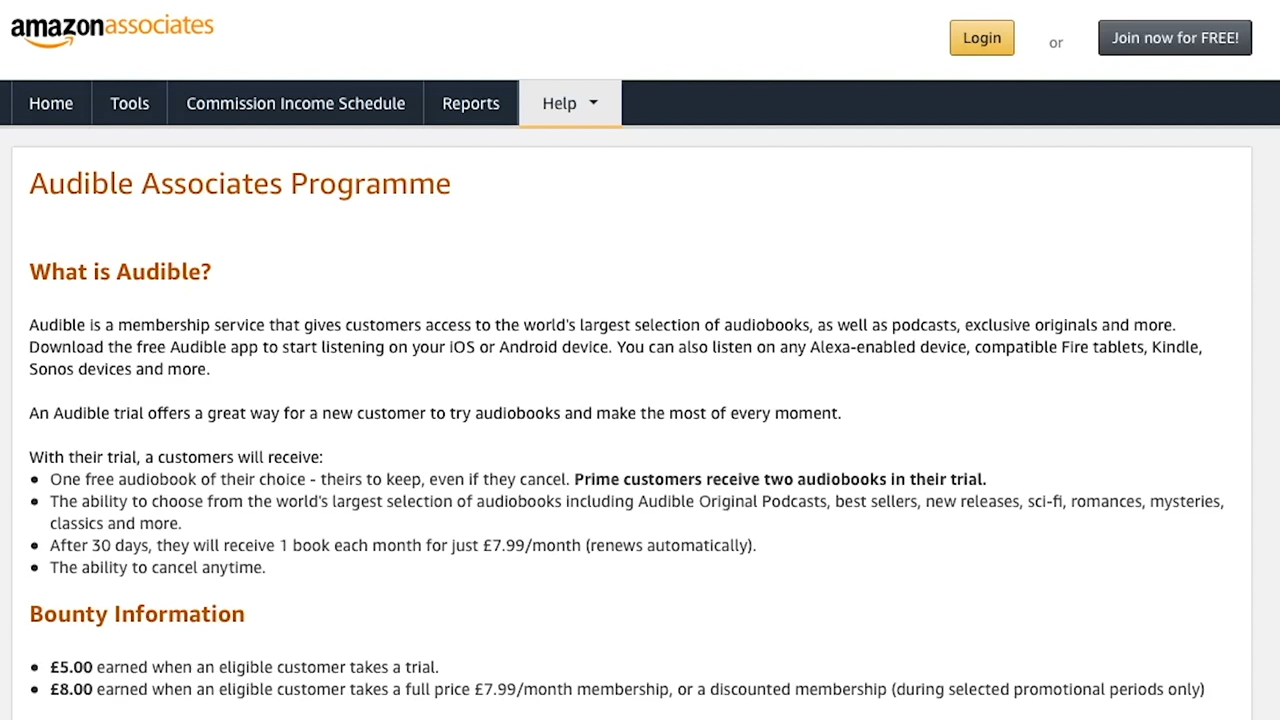 amazonassociates
Login
or
Join now for FREE!
Home
Tools
Commission Income Schedule
Reports
Help
Audible Associates Programme
What is Audible?
Audible is a membership service that gives customers access to the world's largest selection of audiobooks, as well as podcasts, exclusive originals and more.
Download the free Audible app to start listening on your iOS or Android device. You can also listen on any Alexa-enabled device, compatible Fire tablets, Kindle,
Sonos devices and more.
An Audible trial offers a great way for a new customer to try audiobooks and make the most of every moment.
With their trial, a customers will receive:
One free audiobook of their choice - theirs to keep, even if they cancel. Prime customers receive two audiobooks in their trial.
The ability to choose from the world's largest selection of audiobooks including Audible Original Podcasts, best sellers, new releases, sci-fi, romances, mysteries,
classics and more.
After 30 days, they will receive 1 book each month for just £7.99/month (renews automatically).
The ability to cancel anytime.
Bounty Information
£5.00 earned when an eligible customer takes a trial.
£8.00 earned when an eligible customer takes a full price £7.99/month membership, or a discounted membership (during selected promotional periods only)